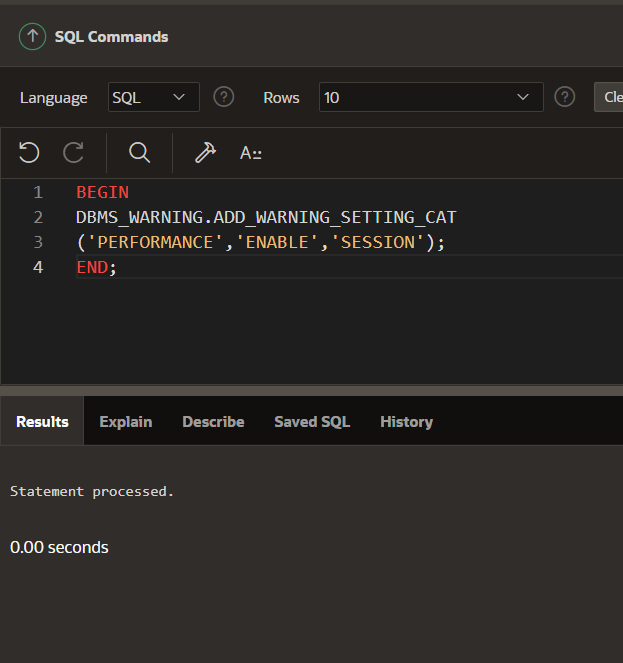 SQL Commands
Language SQL ? Rows 10 ? Cle
A::
1 BEGIN
2 DBMS_WARNING.ADD_WARNING_SETTING_CAT
3 ('PERFORMANCE','ENABLE','SESSION');
4 END;
Results Explain Describe Saved SQL History
Statement processed.
0.00 seconds